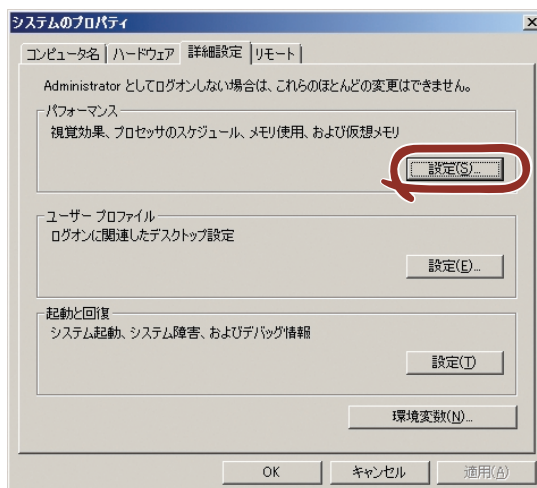 システムのプロパティ
コンピュータ名 ハードウェア 詳細設定 リモート
Administrator としてログオンしない場合は、これらのほとんどの変更はできません。
パフォーマンス
視覚効果、プロセッサのスケジュール、メモリ使用、および仮想メモリ
設定(S)...
ユーザー プロファイル
ログオンに関連したデスクトップ設定
設定(E)...
起動と回復
システム起動、システム障害、およびデバッグ情報
設定(T)
環境変数(N)...
OK キャンセル 適用(A)